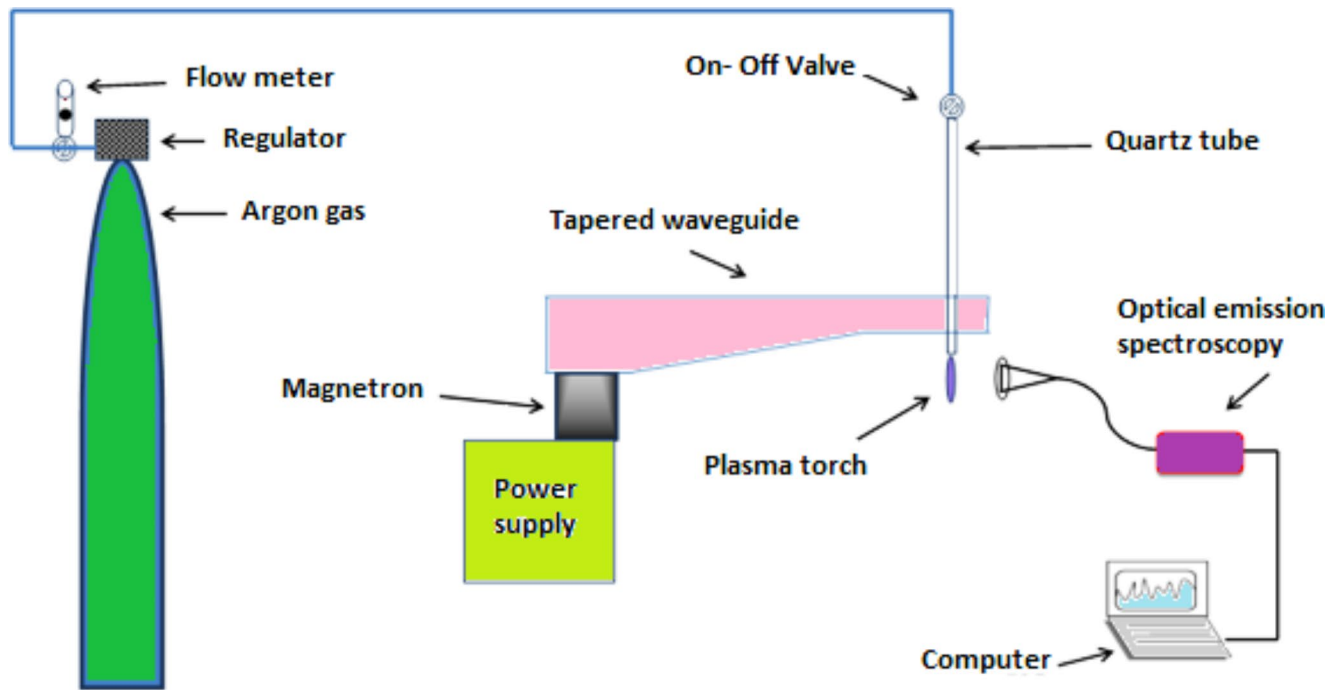 Flow meter
On- Off Valve
Regulator
Quartz tube
Argon gas
Tapered waveguide
Optical emission
spectroscopy
Magnetron
Plasma torch
Power
supply
Computer